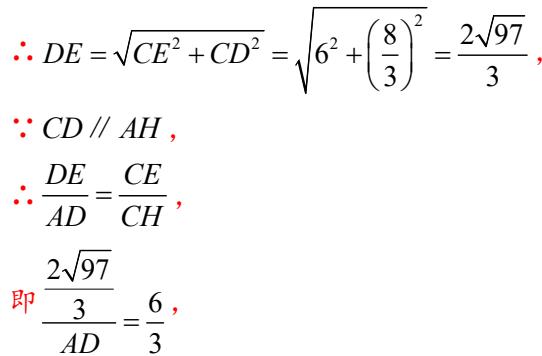 ∴ DE = √(CE² + CD²) = √(6² + (8/3)²) = 2√97/3，
∵ CD // AH，
∴ DE/AD = CE/CH，
即 (2√97/3)/AD = 6/3，